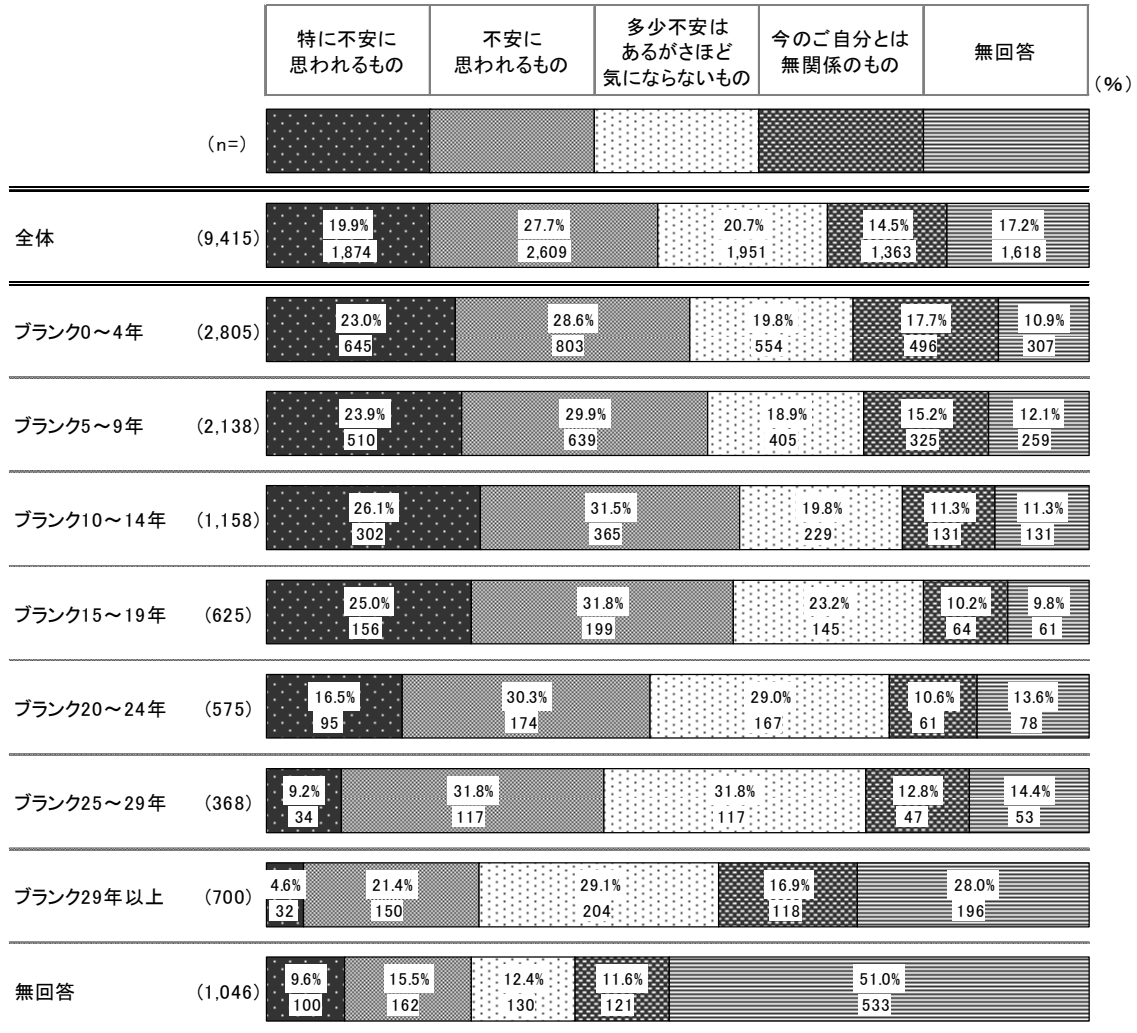 特に不安に
思われるもの
不安に
思われるもの
多少不安は
あるがさほど
気にならないもの
今のご自分とは
無関係のもの
無回答
(%)
(n=)
全体 (9,415) 19.9% 27.7% 20.7% 14.5% 17.2%
1,874 2,609 1,951 1,363 1,618
ブランク0～4年 (2,805) 23.0% 28.6% 19.8% 17.7% 10.9%
645 803 554 496 307
ブランク5～9年 (2,138) 23.9% 29.9% 18.9% 15.2% 12.1%
510 639 405 325 259
ブランク10～14年 (1,158) 26.1% 31.5% 19.8% 11.3% 11.3%
302 365 229 131 131
ブランク15～19年 (625) 25.0% 31.8% 23.2% 10.2% 9.8%
156 199 145 64 61
ブランク20～24年 (575) 16.5% 30.3% 29.0% 10.6% 13.6%
95 174 167 61 78
ブランク25～29年 (368) 9.2% 31.8% 31.8% 12.8% 14.4%
34 117 117 47 53
ブランク29年以上 (700) 4.6% 21.4% 29.1% 16.9% 28.0%
32 150 204 118 196
無回答 (1,046) 9.6% 15.5% 12.4% 11.6% 51.0%
100 162 130 121 533